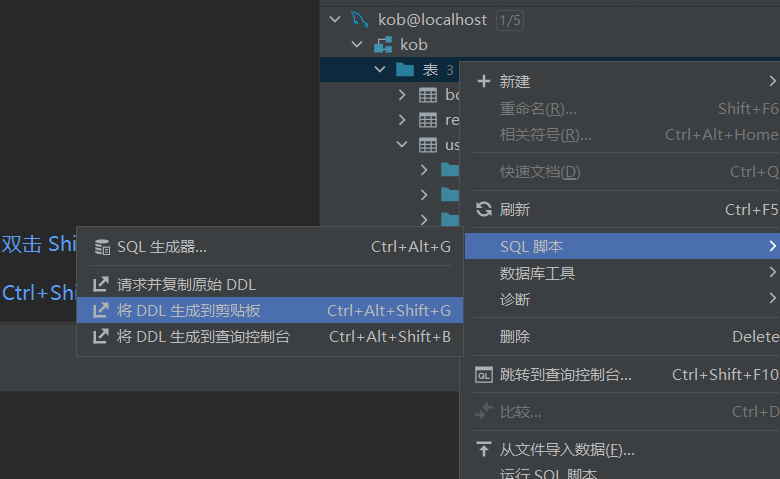 kob@localhost 1/5
kob
表 3
新建
重命名(R)... Shift+F6
相关符号(R)... Ctrl+Alt+Home
快速文档(D) Ctrl+Q
刷新 Ctrl+F5
SQL 脚本
数据库工具
诊断
删除 Delete
跳转到查询控制台... Ctrl+Shift+F10
比较... Ctrl+D
从文件导入数据(F)...
运行 SQL 脚本
双击 Shi
Ctrl+Shi
SQL 生成器... Ctrl+Alt+G
请求并复制原始 DDL
将 DDL 生成到剪贴板 Ctrl+Alt+Shift+G
将 DDL 生成到查询控制台 Ctrl+Alt+Shift+B